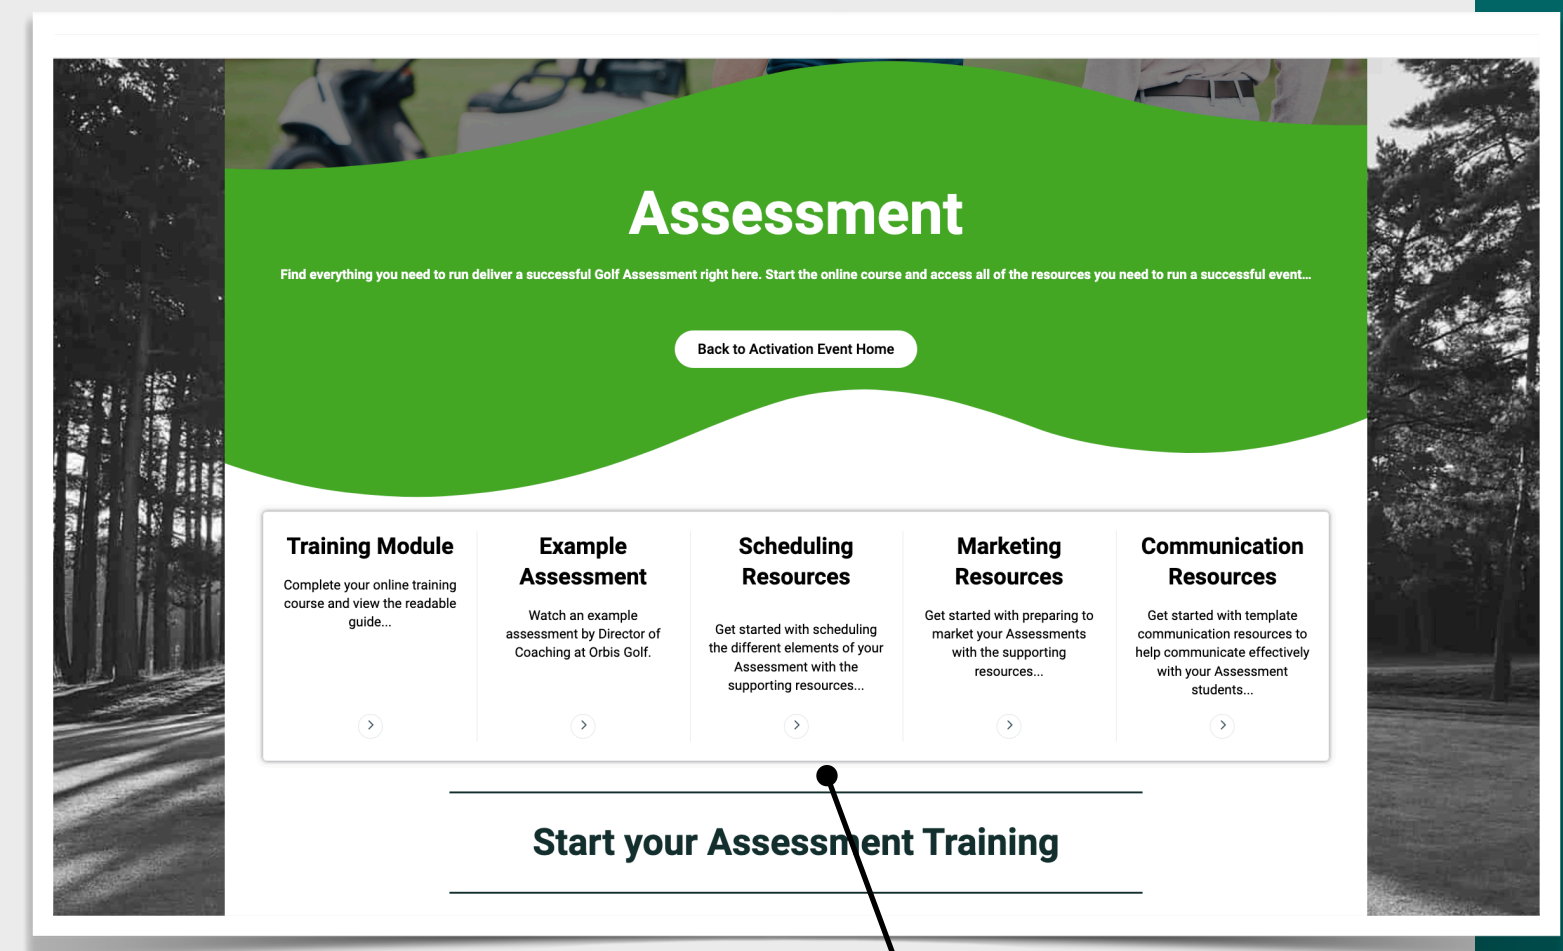 Assessment
Find everything you need to run deliver a successful Golf Assessment right here. Start the online course and access all of the resources you need to run a successful event...
Back to Activation Event Home
Training Module
Complete your online training
course and view the readable
guide...
Example
Assessment
Watch an example
assessment by Director of
Coaching at Orbis Golf.
Scheduling
Resources
Get started with scheduling
the different elements of your
Assessment with the
supporting resources...
Marketing
Resources
Get started with preparing to
market your Assessments
with the supporting
resources...
Communication
Resources
Get started with template
communication resources to
help communicate effectively
with your Assessment
students...
Start your Assessment Training